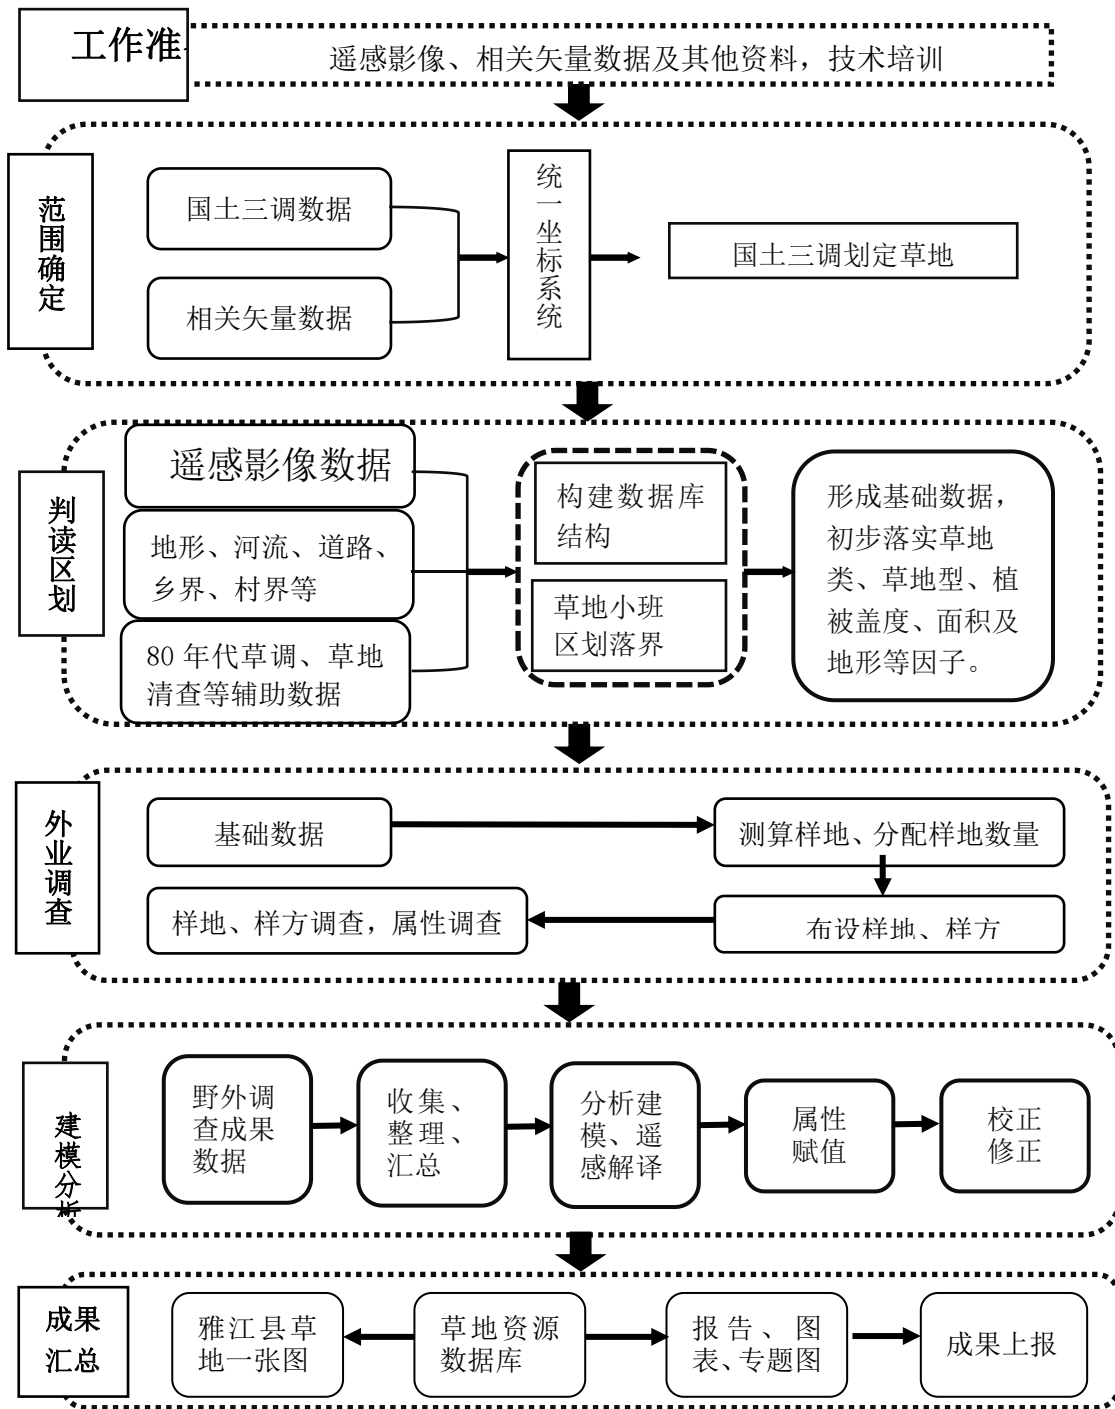 工作准
遥感影像、相关矢量数据及其他资料，技术培训
范围确定
国土三调数据
相关矢量数据
统一坐标系统
国土三调划定草地
判读区划
遥感影像数据
地形、河流、道路、
乡界、村界等
80 年代草调、草地
清查等辅助数据
构建数据库
结构
草地小班
区划落界
形成基础数据，
初步落实草地
类、草地型、植
被盖度、面积及
地形等因子。
外业调查
基础数据
测算样地、分配样地数量
样地、样方调查，属性调查
布设样地、样方
建模分析
野外调
查成果
数据
收集、
整理、
汇总
分析建
模、遥
感解译
属性
赋值
校正
修正
成果
汇总
雅江县草
地一张图
草地资源
数据库
报告、图
表、专题图
成果上报